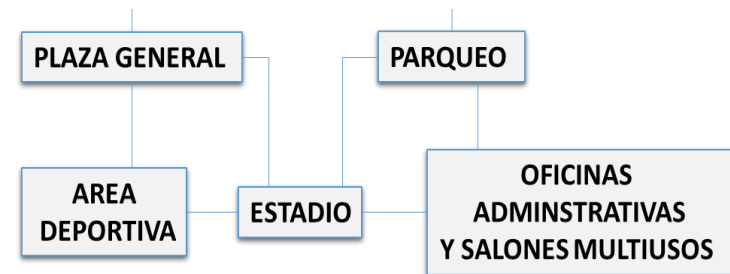 PLAZA GENERAL
PARQUEO
AREA
DEPORTIVA
ESTADIO
OFICINAS
ADMINSTRATIVAS
Y SALONES MULTIUSOS